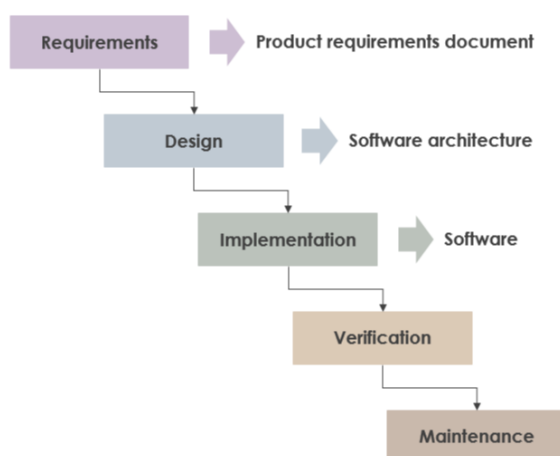 Requirements
Product requirements document
Design
Software architecture
Implementation
Software
Verification
Maintenance